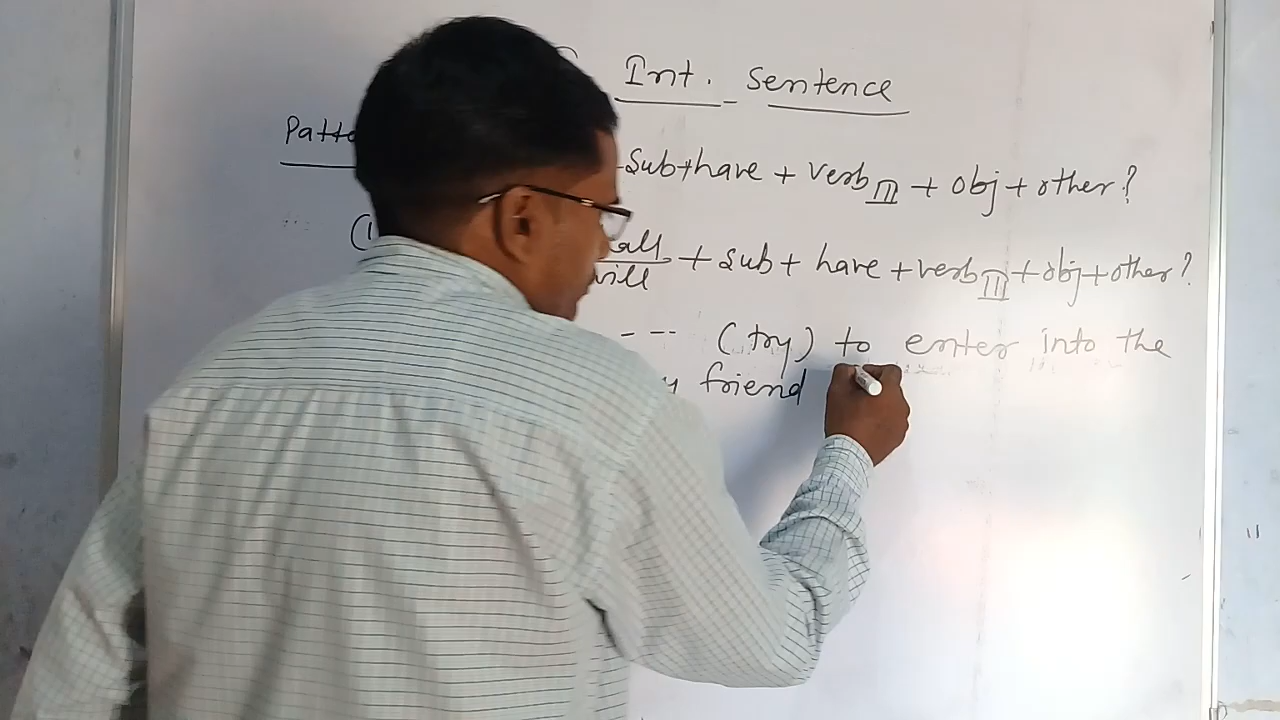 Int. Sentence
Patte
Sub+have + verb III + obj + other?
(1
all
will + sub + have + verb III + obj + other?
- -- (try) to enter into the
y friend